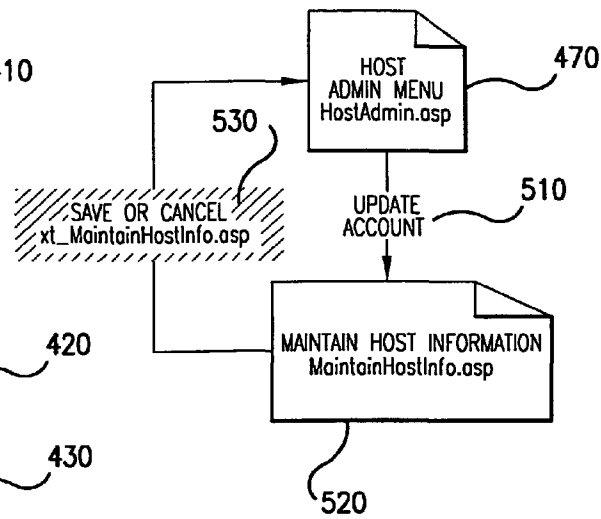 HOST
ADMIN MENU
HostAdmin.asp
470
530
SAVE OR CANCEL
xt_MaintainHostInfo.asp
UPDATE
ACCOUNT
510
420
MAINTAIN HOST INFORMATION
MaintainHostInfo.asp
430
520